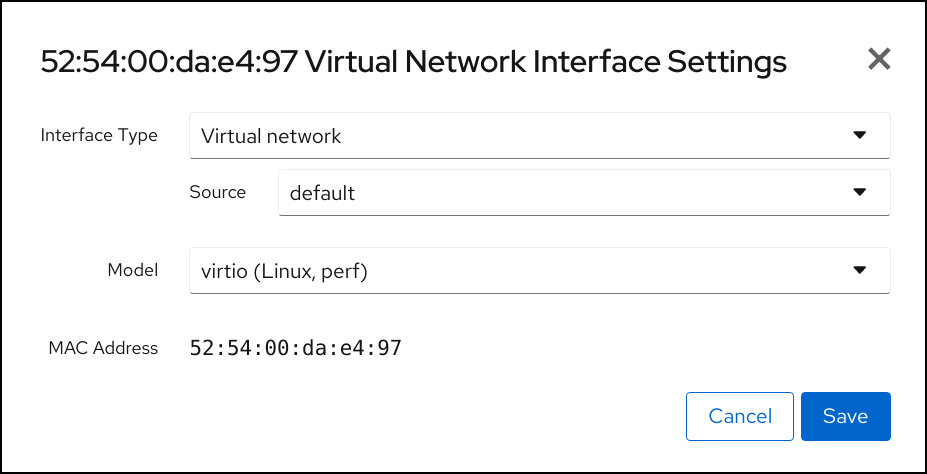 52:54:00:da:e4:97 Virtual Network Interface Settings
Interface Type Virtual network
Source default
Model virtio (Linux, perf)
MAC Address 52:54:00:da:e4:97
Cancel Save